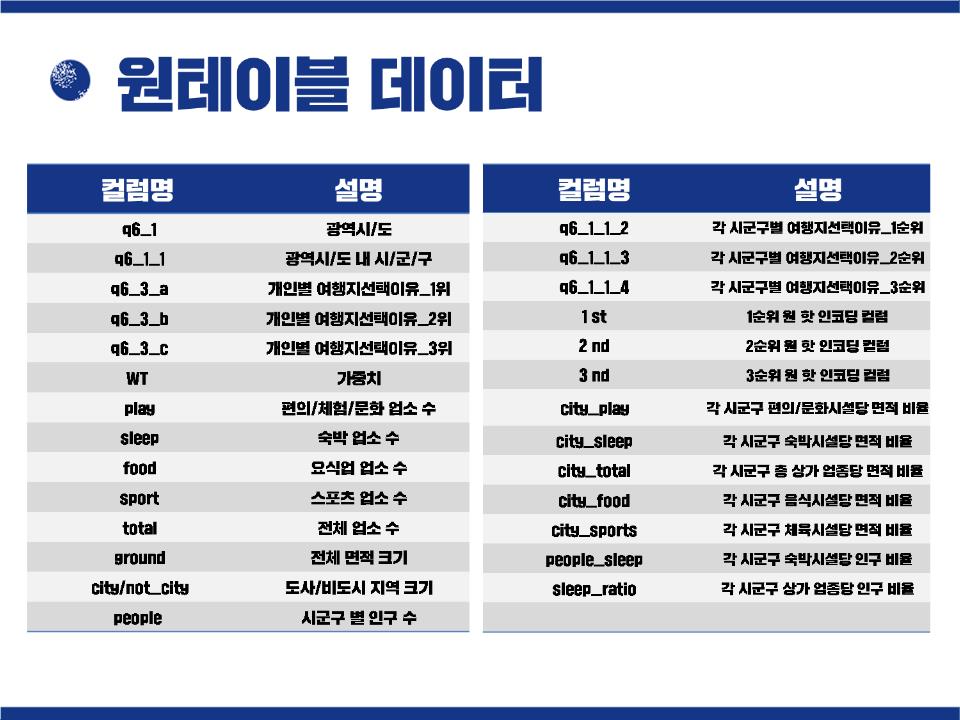 원테이블 데이터
컬럼명 설명
q6_1 광역시/도
q6_1_1 광역시/도 내 시/군/구
q6_3_a 개인별 여행지선택이유_1위
q6_3_b 개인별 여행지선택이유_2위
q6_3_c 개인별 여행지선택이유_3위
WT 가중치
play 편의/체험/문화 업소 수
sleep 숙박 업소 수
food 요식업 업소 수
sport 스포츠 업소 수
total 전체 업소 수
ground 전체 면적 크기
city/not_city 도사/비도시 지역 크기
people 시군구 별 인구 수
컬럼명 설명
q6_1_1_2 각 시군구별 여행지선택이유_1순위
q6_1_1_3 각 시군구별 여행지선택이유_2순위
q6_1_1_4 각 시군구별 여행지선택이유_3순위
1 st 1순위 원 핫 인코딩 컬럼
2 nd 2순위 원 핫 인코딩 컬럼
3 nd 3순위 원 핫 인코딩 컬럼
city_play 각 시군구 편의/문화시설당 면적 비율
city_sleep 각 시군구 숙박시설당 면적 비율
city_total 각 시군구 총 상가 업종당 면적 비율
city_food 각 시군구 음식시설당 면적 비율
city_sports 각 시군구 체육시설당 면적 비율
people_sleep 각 시군구 숙박시설당 인구 비율
sleep_ratio 각 시군구 상가 업종당 인구 비율